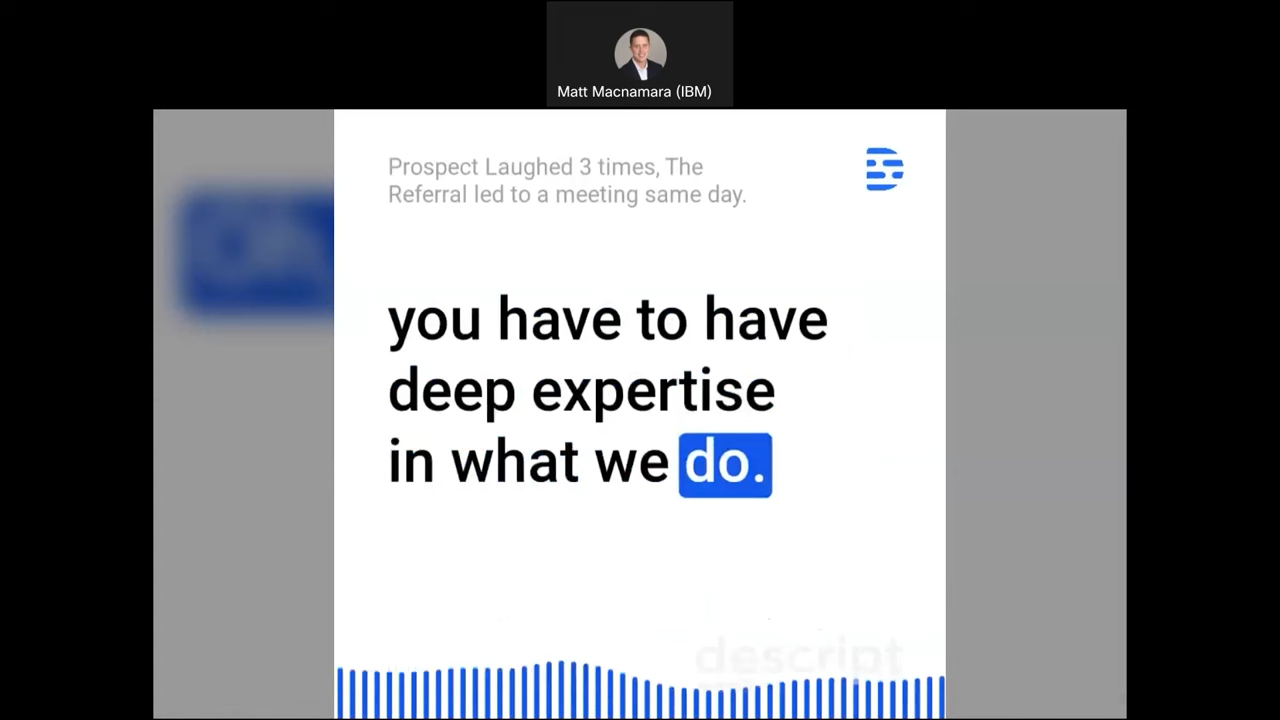 Matt Macnamara (IBM)
Prospect Laughed 3 times, The
Referral led to a meeting same day.
you have to have
deep expertise
in what we do.
descript